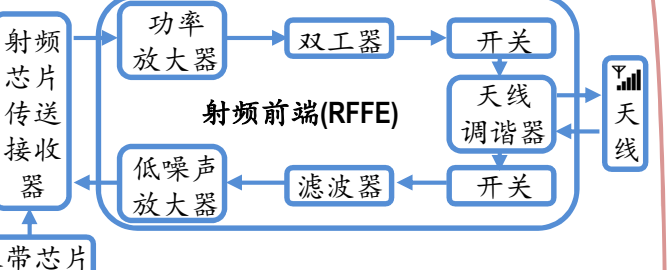 射频
芯片
传送
接收
器
功率
放大器
双工器
开关
射频前端(RFFE)
天线
调谐器
天
线
低噪声
放大器
滤波器
开关
带芯片